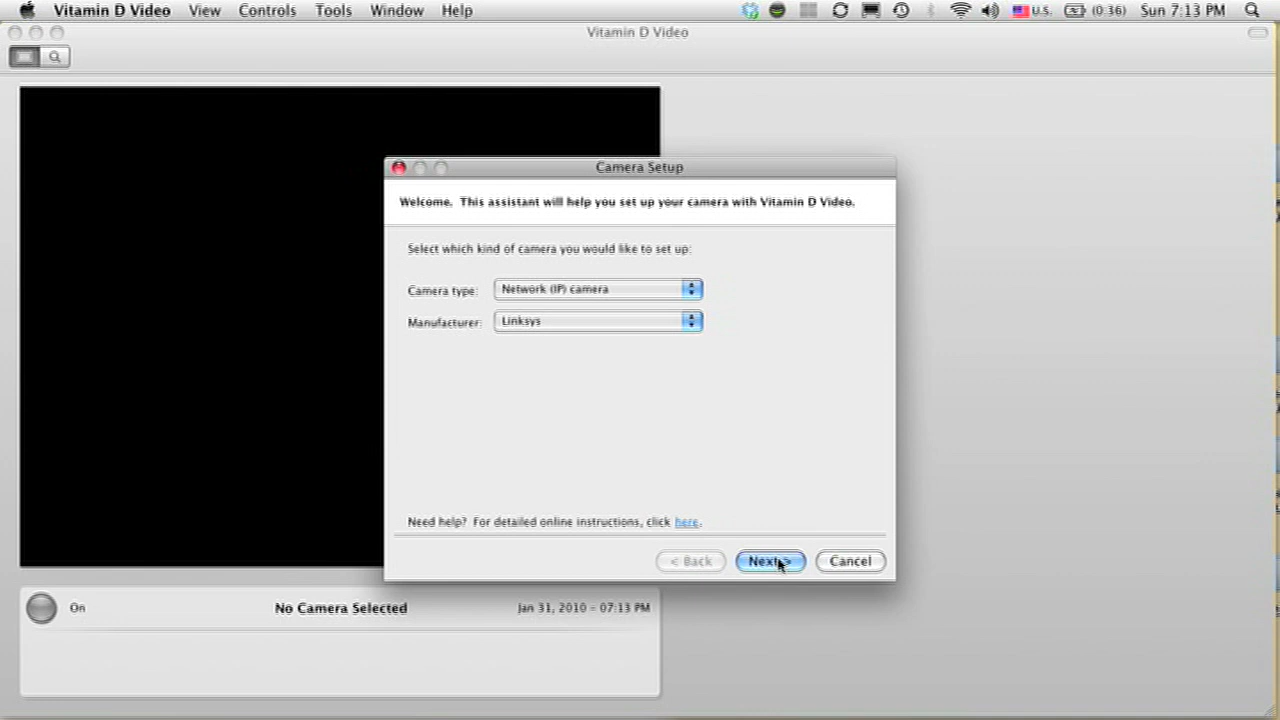 Vitamin D Video View Controls Tools Window Help U.S. (0:36) Sun 7:13 PM
Vitamin D Video
Camera Setup
Welcome. This assistant will help you set up your camera with Vitamin D Video.
Select which kind of camera you would like to set up:
Camera type: Network (IP) camera
Manufacturer: Linksys
Need help? For detailed online instructions, click here.
< Back Next > Cancel
On No Camera Selected Jan 31, 2010 - 07:13 PM